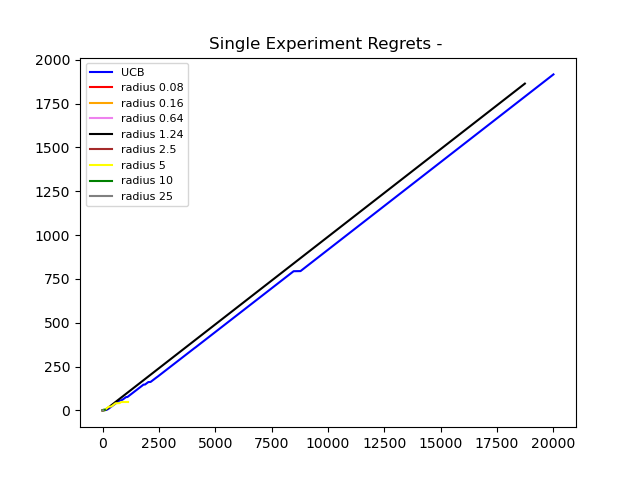 Single Experiment Regrets -
2000
1750
1500
1250
1000
750
500
250
0
UCB
radius 0.08
radius 0.16
radius 0.64
radius 1.24
radius 2.5
radius 5
radius 10
radius 25
0 2500 5000 7500 10000 12500 15000 17500 20000